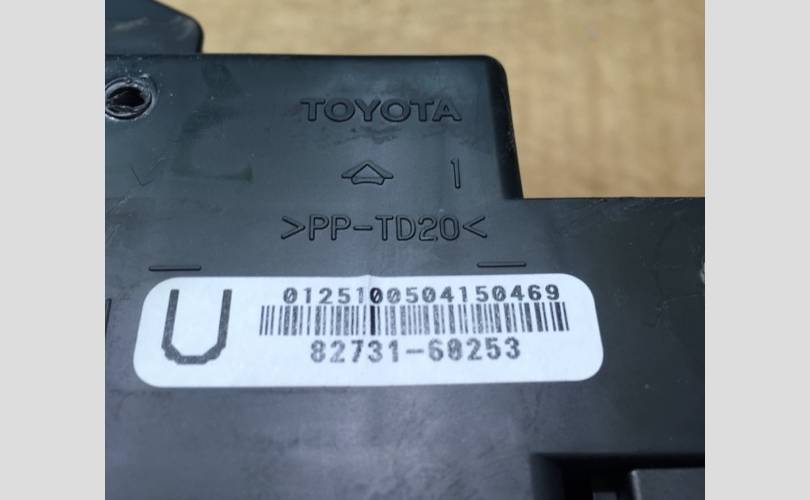 TOYOTA
1
>PP-TD20<
U
0125100504150469
82731-60253